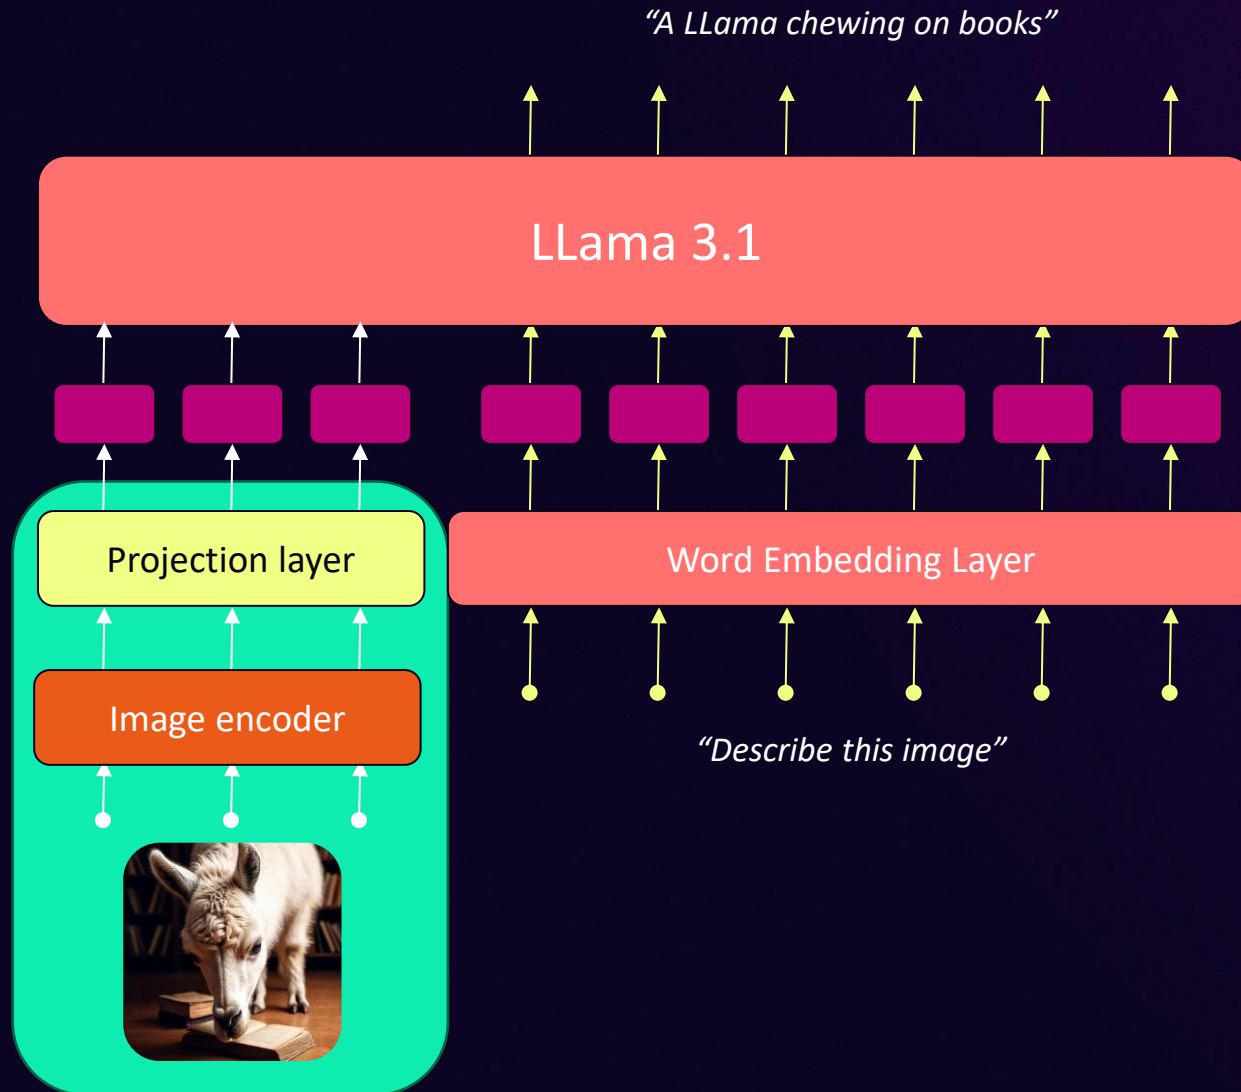 “A LLama chewing on books”
LLama 3.1
Projection layer
Word Embedding Layer
Image encoder
“Describe this image”